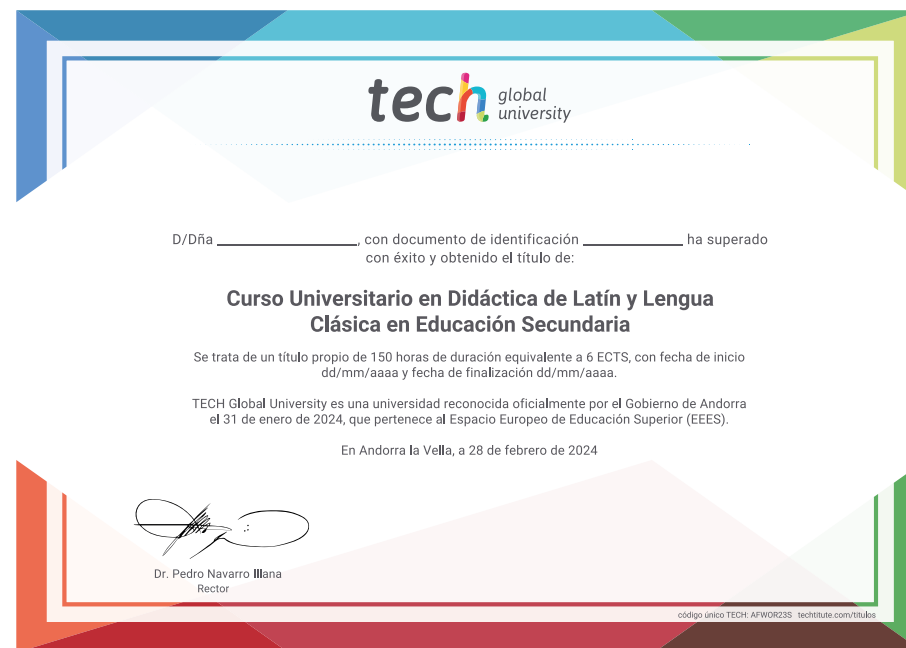 tech global
university
D/Dña ______________, con documento de identificación __________ ha superado
con éxito y obtenido el título de:
Curso Universitario en Didáctica de Latín y Lengua
Clásica en Educación Secundaria
Se trata de un título propio de 150 horas de duración equivalente a 6 ECTS, con fecha de inicio
dd/mm/aaaa y fecha de finalización dd/mm/aaaa.
TECH Global University es una universidad reconocida oficialmente por el Gobierno de Andorra
el 31 de enero de 2024, que pertenece al Espacio Europeo de Educación Superior (EEES).
En Andorra la Vella, a 28 de febrero de 2024
Dr. Pedro Navarro Illana
Rector
código único TECH: AFWOR23S techtitute.com/titulos